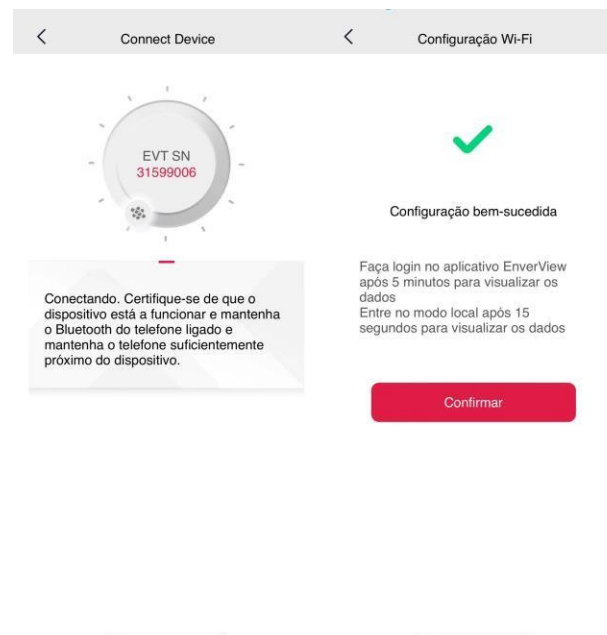 Connect Device
EVT SN
31599006
Conectando. Certifique-se de que o
dispositivo está a funcionar e mantenha
o Bluetooth do telefone ligado e
mantenha o telefone suficientemente
próximo do dispositivo.
Configuração Wi-Fi
Configuração bem-sucedida
Faça login no aplicativo EnverView
após 5 minutos para visualizar os
dados
Entre no modo local após 15
segundos para visualizar os dados
Confirmar